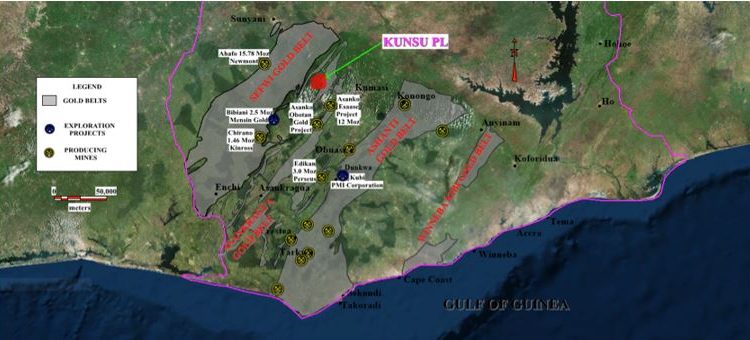 Sunyani
Hohoe
KUNSU PL
N
Ahafo 15.78 Moz
Newmont
SEFWI GOLD BELT
LEGEND
GOLD BELTS
EXPLORATION
PROJECTS
PRODUCING
MINES
Kumasi
Konongo
Ho
Bibiani 2.5 Moz
Mensin Gold
Asanko
Obotan
Gold
Project
Asanko
Esaase
Project
12 Moz
Chirano
1.46 Moz
Kinross
ASHANTI
GOLD BELT
Anyinam
Obuasi
Koforidua
Edikan
3.0 Moz
Perseus
Dunkwa
Kubi
PMI Corporation
Enchi
Asankragua
0 50,000
meters
GOLD BELT
Prestea
Tarkwa
Tema
Accra
Winneba
Cape Coast
Sekondi
Takoradi
GULF OF GUINEA